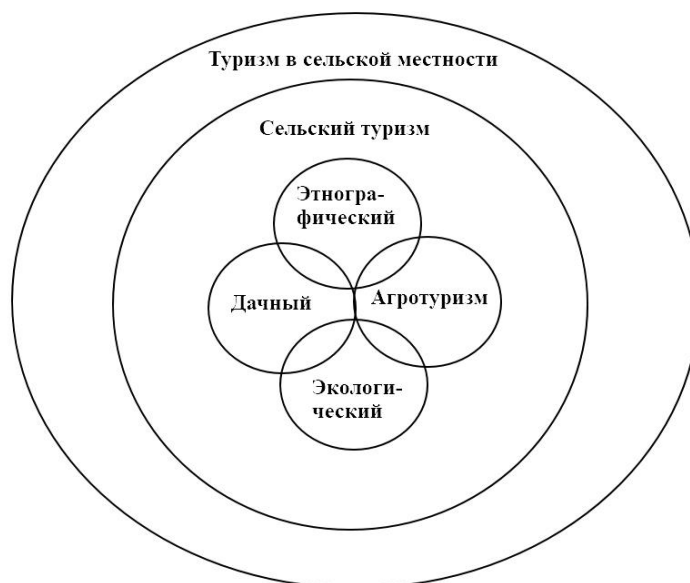 Туризм в сельской местности
Сельский туризм
Этногра-
фический
Дачный
Агротуризм
Экологи-
ческий